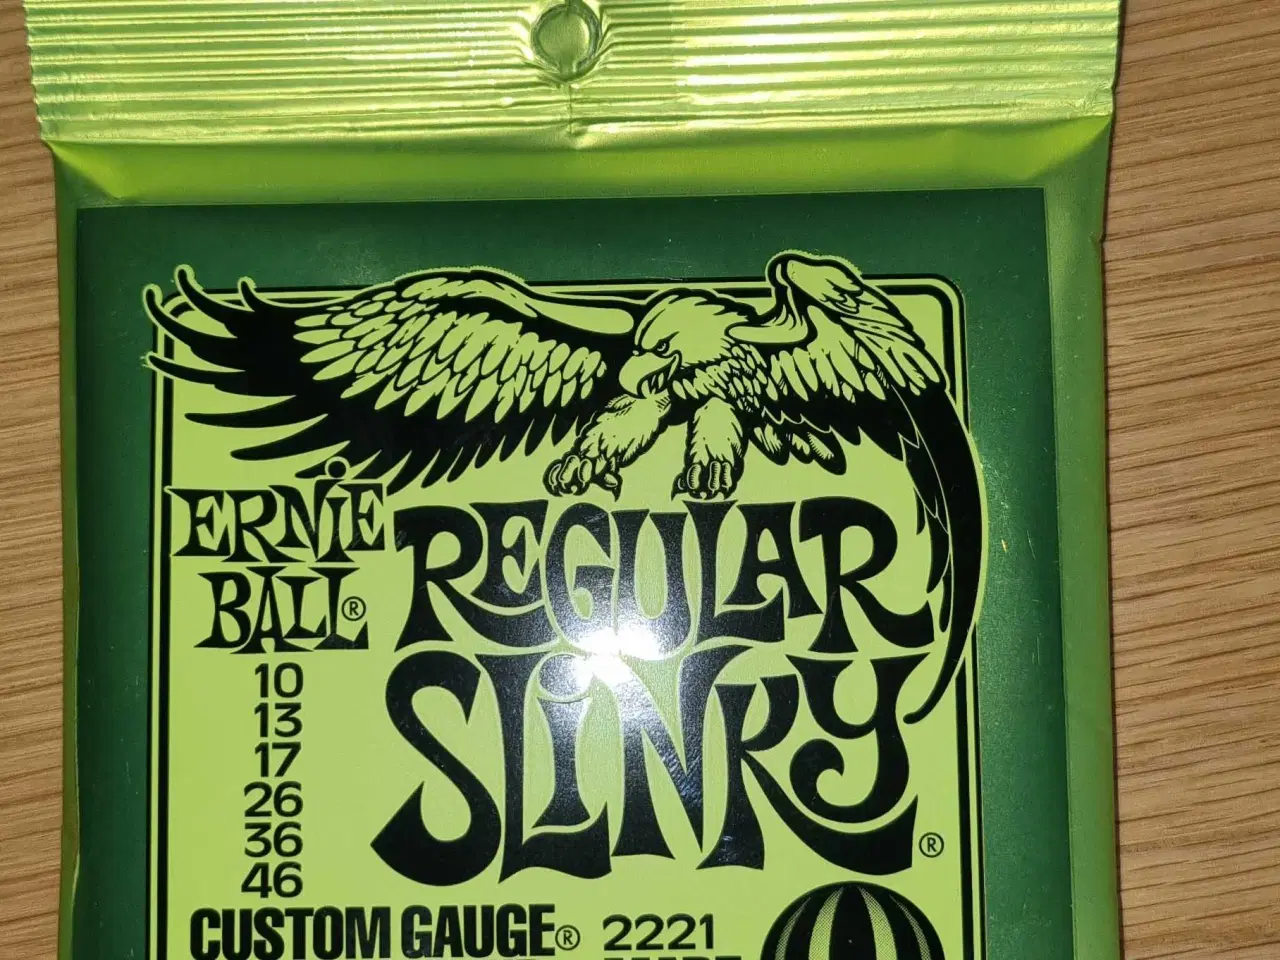 ERNIE
BALL®
REGULAR
SLINKY®
10
13
17
26
36
46
CUSTOM GAUGE® 2221